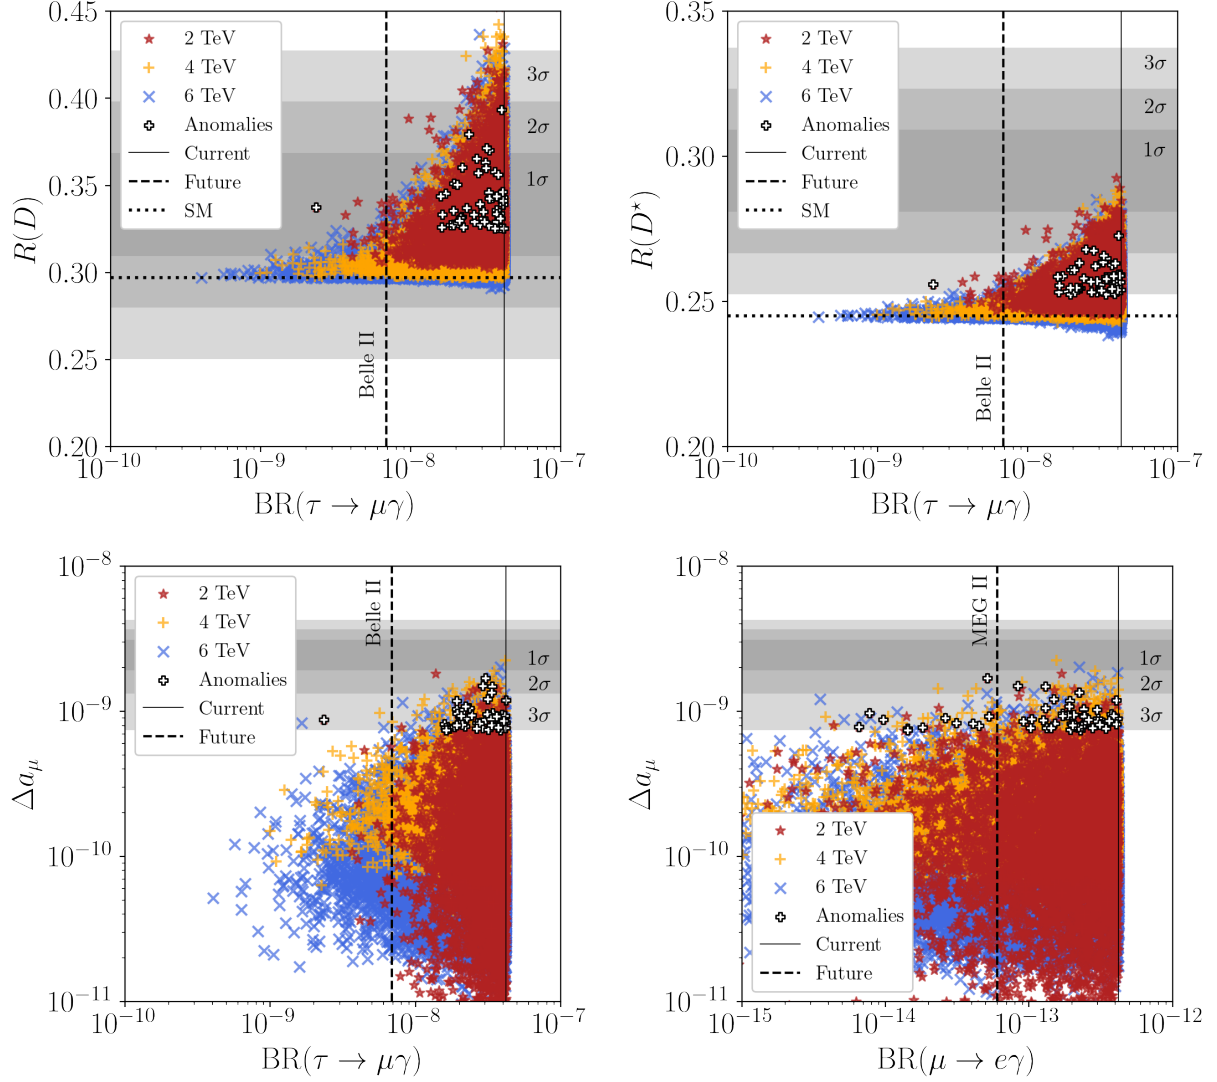 0.45
0.40
0.35
0.30
0.25
0.20
R(D)
2 TeV
4 TeV
6 TeV
Anomalies
Current
Future
SM
3σ
2σ
1σ
Belle II
10⁻¹⁰
10⁻⁹
10⁻⁸
10⁻⁷
BR(τ → μγ)
0.35
0.30
0.25
0.20
R(D⋆)
2 TeV
4 TeV
6 TeV
Anomalies
Current
Future
SM
3σ
2σ
1σ
Belle II
10⁻¹⁰
10⁻⁹
10⁻⁸
10⁻⁷
BR(τ → μγ)
10⁻⁸
10⁻⁹
10⁻¹⁰
10⁻¹¹
Δaμ
2 TeV
4 TeV
6 TeV
Anomalies
Current
Future
Belle II
1σ
2σ
3σ
10⁻¹⁰
10⁻⁹
10⁻⁸
10⁻⁷
BR(τ → μγ)
10⁻⁸
10⁻⁹
10⁻¹⁰
10⁻¹¹
Δaμ
MEG II
1σ
2σ
3σ
2 TeV
4 TeV
6 TeV
Anomalies
Current
Future
10⁻¹⁵
10⁻¹⁴
10⁻¹³
10⁻¹²
BR(μ → eγ)